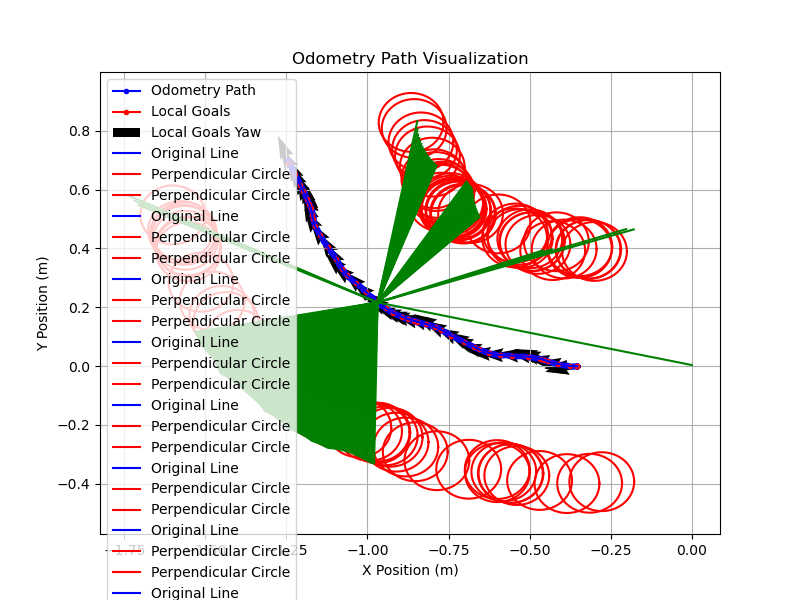 Odometry Path Visualization
Odometry Path
Local Goals
Local Goals Yaw
Original Line
Perpendicular Circle
Perpendicular Circle
Original Line
Perpendicular Circle
Perpendicular Circle
Original Line
Perpendicular Circle
Perpendicular Circle
Original Line
Perpendicular Circle
Perpendicular Circle
Original Line
Perpendicular Circle
Perpendicular Circle
Original Line
Perpendicular Circle
Perpendicular Circle
Original Line
Perpendicular Circle
Perpendicular Circle
Original Line
Y Position (m)
0.8
0.6
0.4
0.2
0.0
−0.2
−0.4
−1.75 −1.00 −0.75 −0.50 −0.25 0.00
X Position (m)